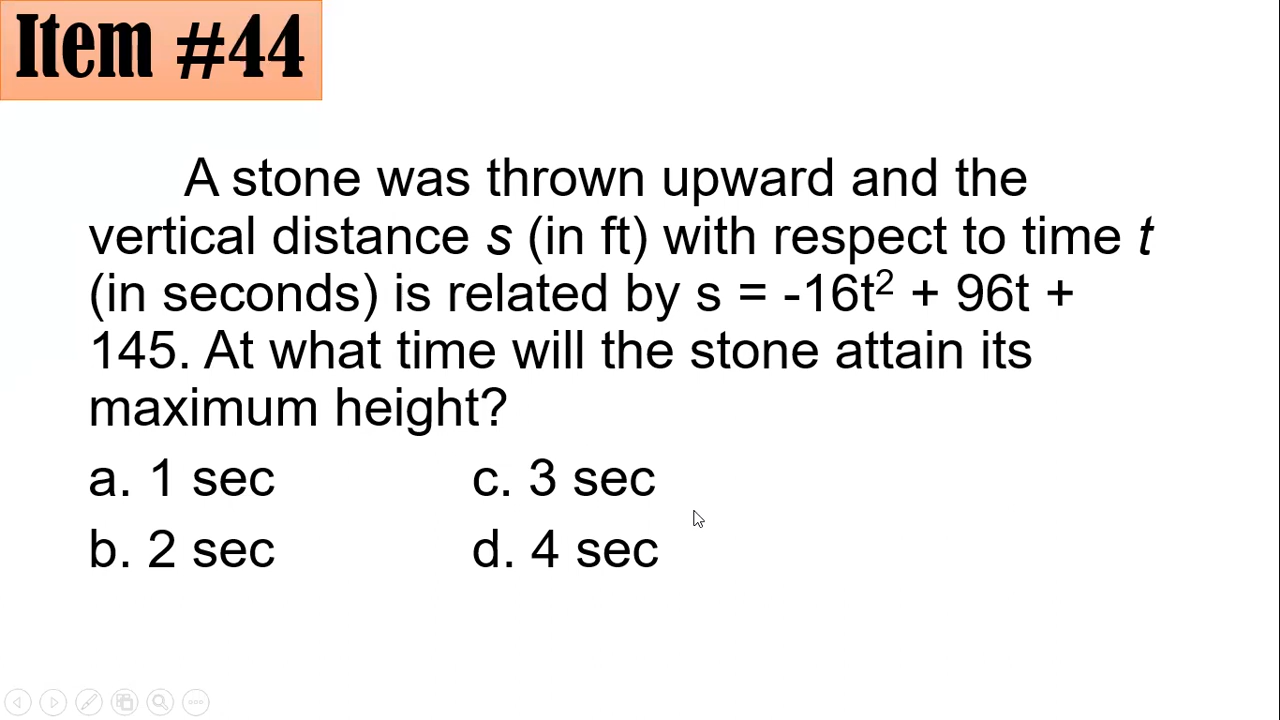 Item #44
A stone was thrown upward and the
vertical distance s (in ft) with respect to time t
(in seconds) is related by s = -16t² + 96t +
145. At what time will the stone attain its
maximum height?
a. 1 sec c. 3 sec
b. 2 sec d. 4 sec